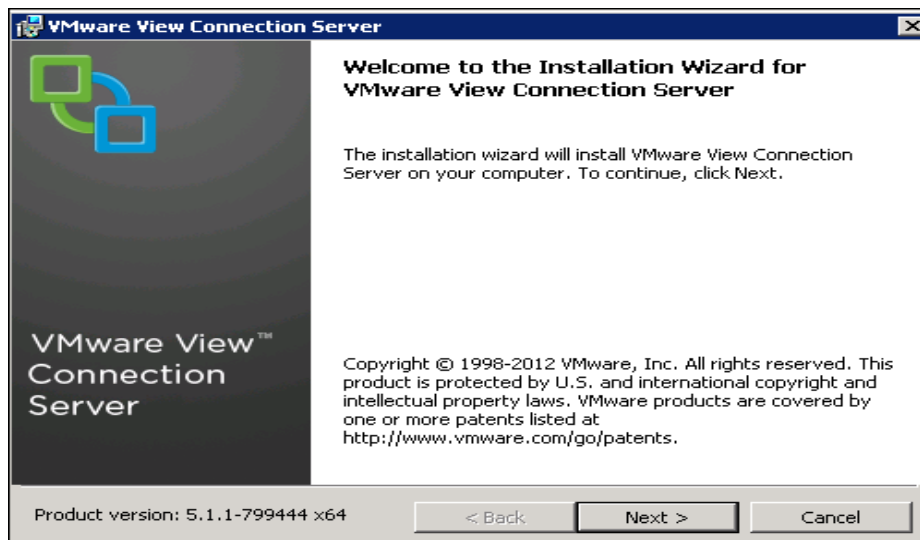 VMware View Connection Server
Welcome to the Installation Wizard for
VMware View Connection Server
The installation wizard will install VMware View Connection
Server on your computer. To continue, click Next.
VMware View™
Connection
Server
Copyright © 1998-2012 VMware, Inc. All rights reserved. This
product is protected by U.S. and international copyright and
intellectual property laws. VMware products are covered by
one or more patents listed at
http://www.vmware.com/go/patents.
Product version: 5.1.1-799444 x64
< Back
Next >
Cancel